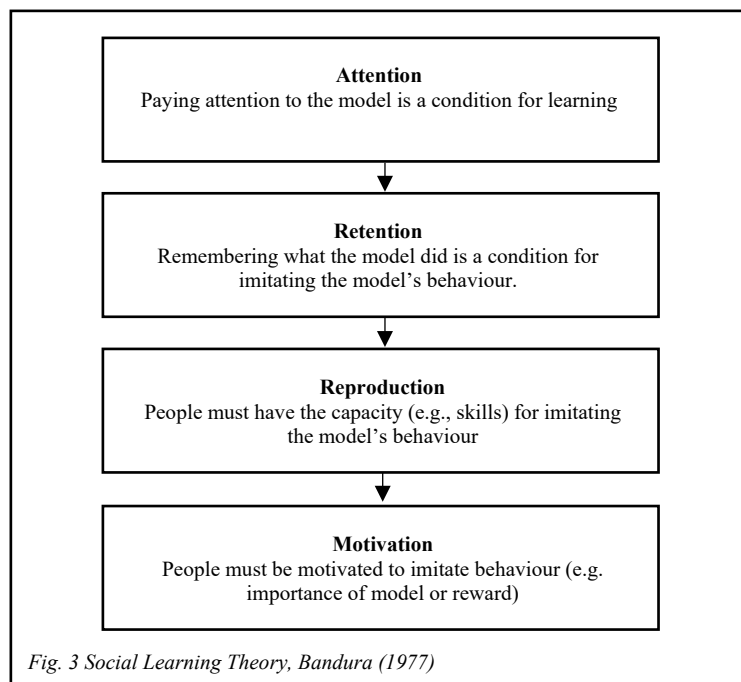 Attention
Paying attention to the model is a condition for learning
Retention
Remembering what the model did is a condition for
imitating the model’s behaviour.
Reproduction
People must have the capacity (e.g., skills) for imitating
the model’s behaviour
Motivation
People must be motivated to imitate behaviour (e.g.
importance of model or reward)
Fig. 3 Social Learning Theory, Bandura (1977)